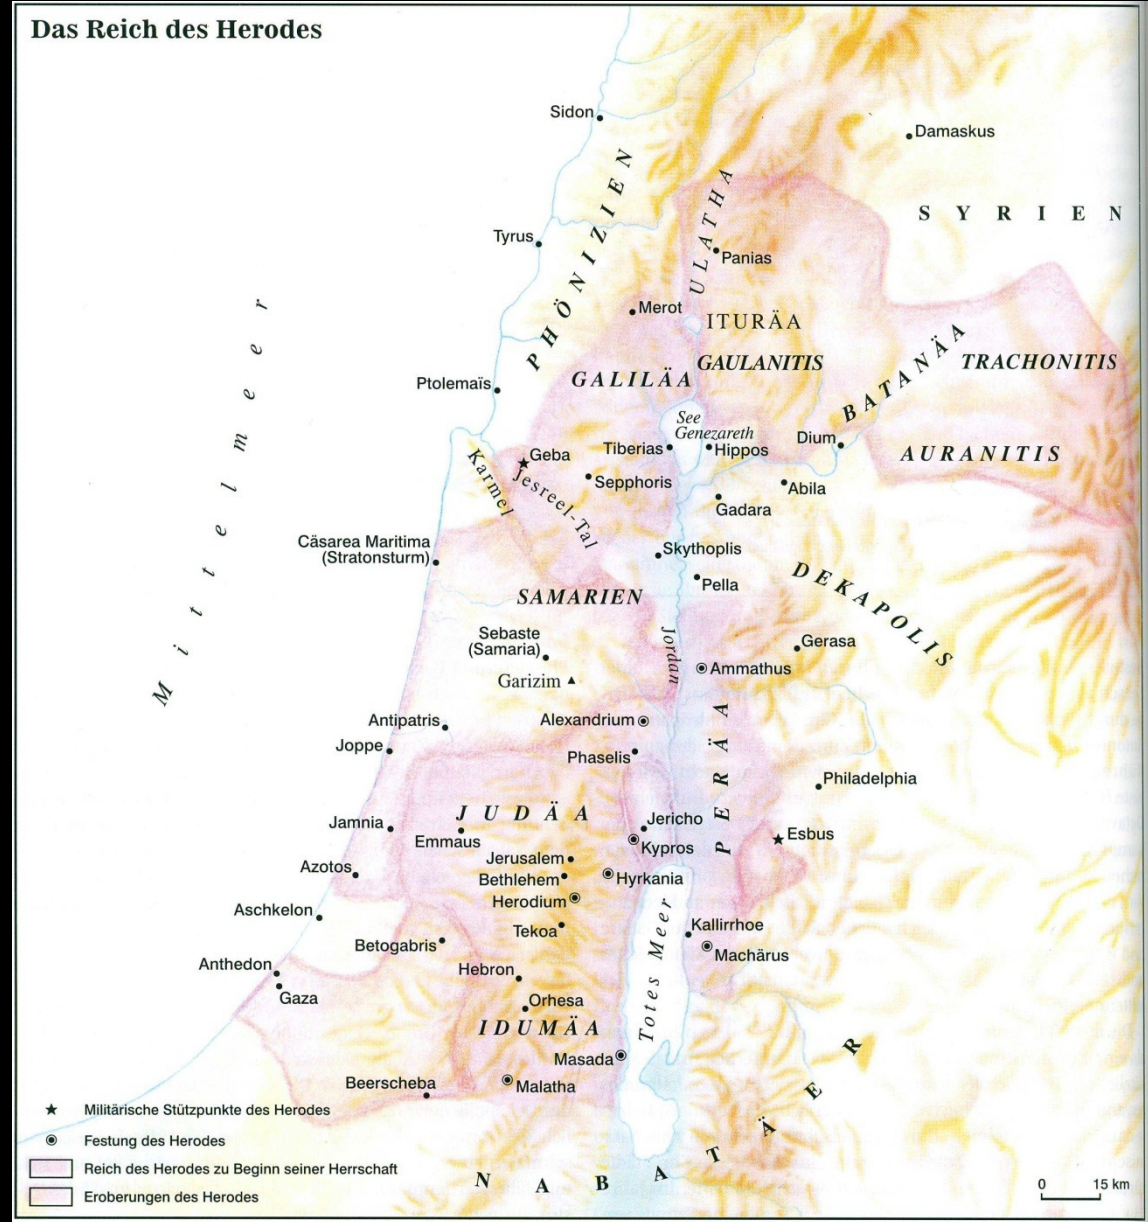 Das Reich des Herodes
Sidon
Damaskus
PHÖNIZIEN
ULATHA
SYRIEN
Tyrus
Panias
Mittelmeer
Merot
ITURÄA
GAULANITIS
BATANÄA
TRACHONITIS
GALILÄA
Ptolemaïs
See
Genezareth
Dium
AURANITIS
Geba
Tiberias
Hippos
Karmel
Jesreel-Tal
Sepphoris
Abila
Gadara
Cäsarea Maritima
(Stratonsturm)
Skythoplis
Pella
DEKAPOLIS
SAMARIEN
Sebaste
(Samaria)
Jordan
Gerasa
Garizim
Ammathus
Antipatris
Alexandrium
Joppe
Phaselis
PERÄA
Philadelphia
JUDÄA
Jamnia
Emmaus
Jericho
Kypros
Esbus
Jerusalem
Azotos
Bethlehem
Hyrkania
Herodium
Aschkelon
Tekoa
Totes Meer
Kallirrhoe
Betogabris
Machärus
Anthedon
Hebron
Gaza
Orhesa
IDUMÄA
Masada
Beerscheba
Malatha
NABATÄER
Militärische Stützpunkte des Herodes
Festung des Herodes
Reich des Herodes zu Beginn seiner Herrschaft
Eroberungen des Herodes
0 15 km